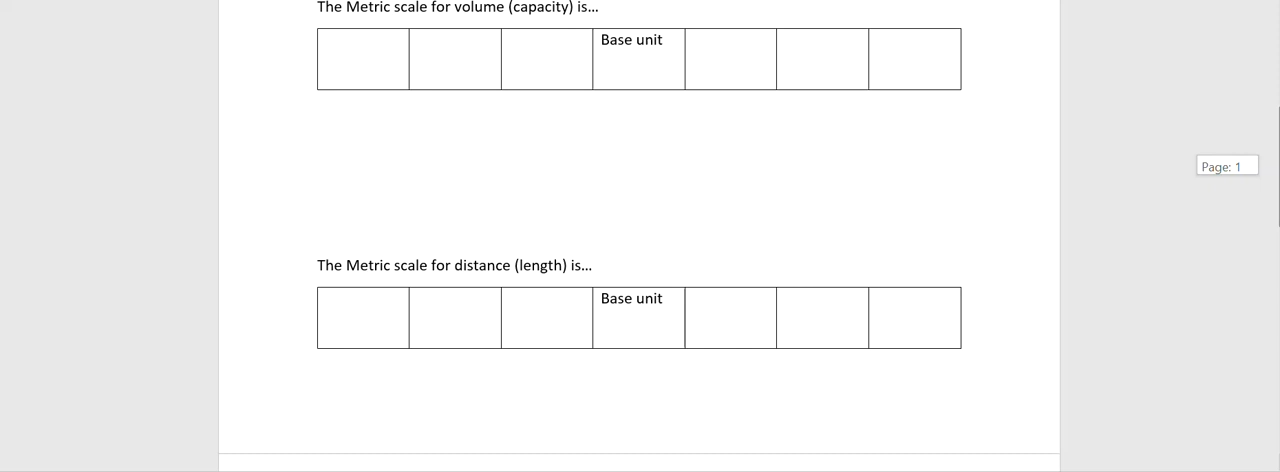 The Metric scale for volume (capacity) is...
Base unit
Page: 1
The Metric scale for distance (length) is...
Base unit